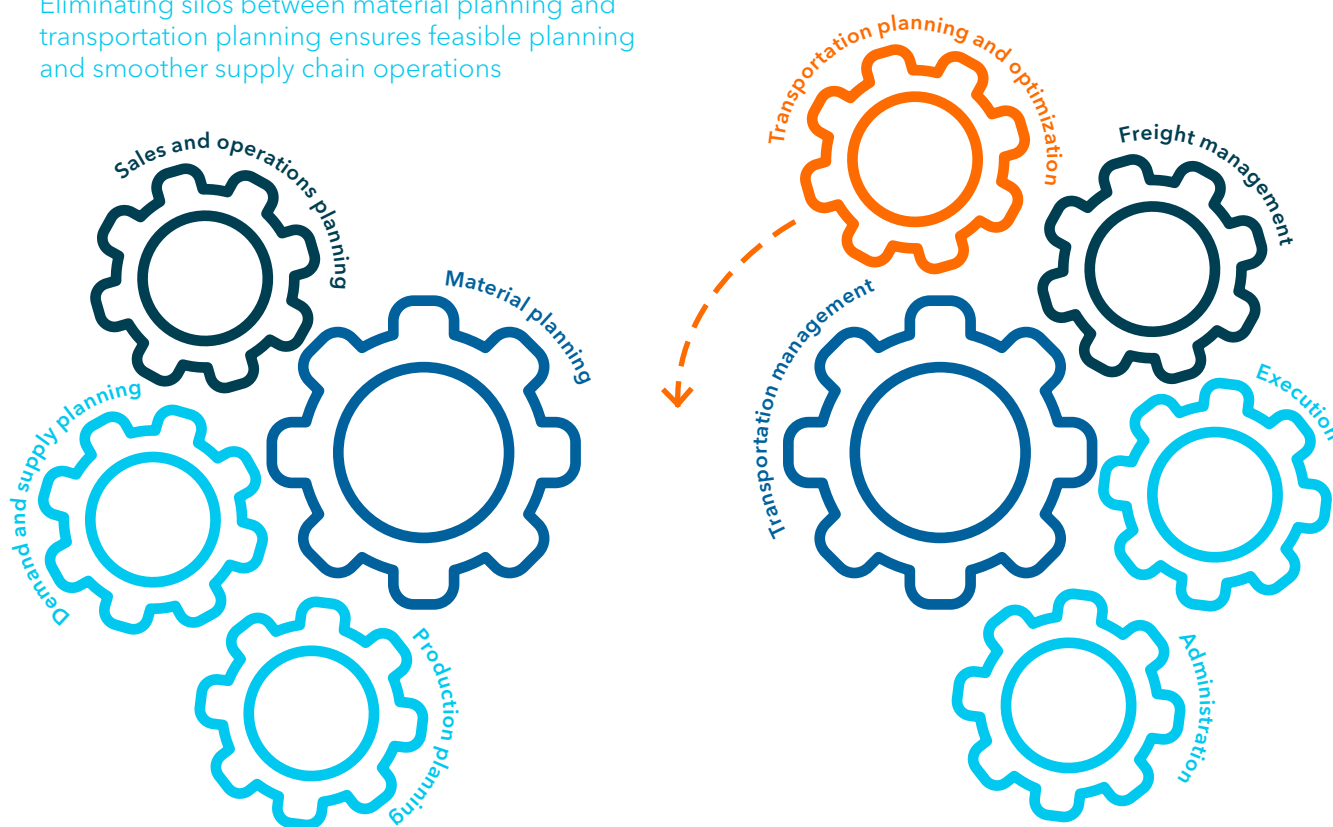 Eliminating silos between material planning and
transportation planning ensures feasible planning
and smoother supply chain operations
Sales and operations planning
Material planning
Demand and supply planning
Production planning
Transportation planning and optimization
Freight management
Transportation management
Execution
Administration